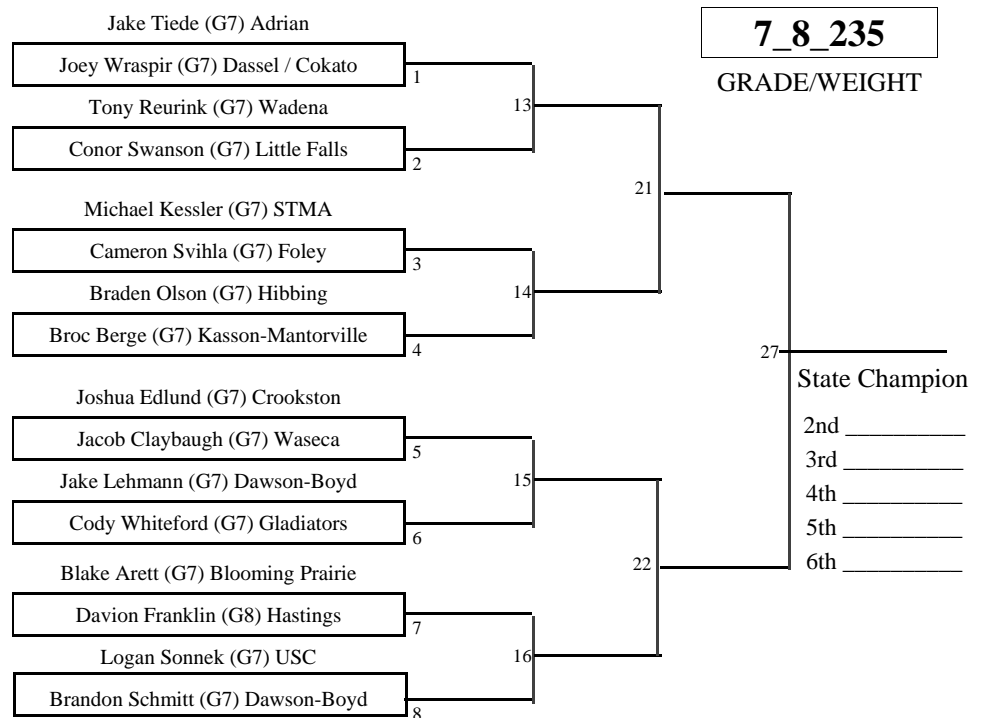 Jake Tiede (G7) Adrian
7_8_235
Joey Wraspir (G7) Dassel / Cokato
1
GRADE/WEIGHT
Tony Reurink (G7) Wadena
13
Conor Swanson (G7) Little Falls
2
21
Michael Kessler (G7) STMA
Cameron Svihla (G7) Foley
3
Braden Olson (G7) Hibbing
14
Broc Berge (G7) Kasson-Mantorville
4
27
State Champion
Joshua Edlund (G7) Crookston
2nd __________
Jacob Claybaugh (G7) Waseca
5
3rd __________
Jake Lehmann (G7) Dawson-Boyd
15
4th __________
Cody Whiteford (G7) Gladiators
6
5th __________
22
6th __________
Blake Arett (G7) Blooming Prairie
Davion Franklin (G8) Hastings
7
Logan Sonnek (G7) USC
16
Brandon Schmitt (G7) Dawson-Boyd
8